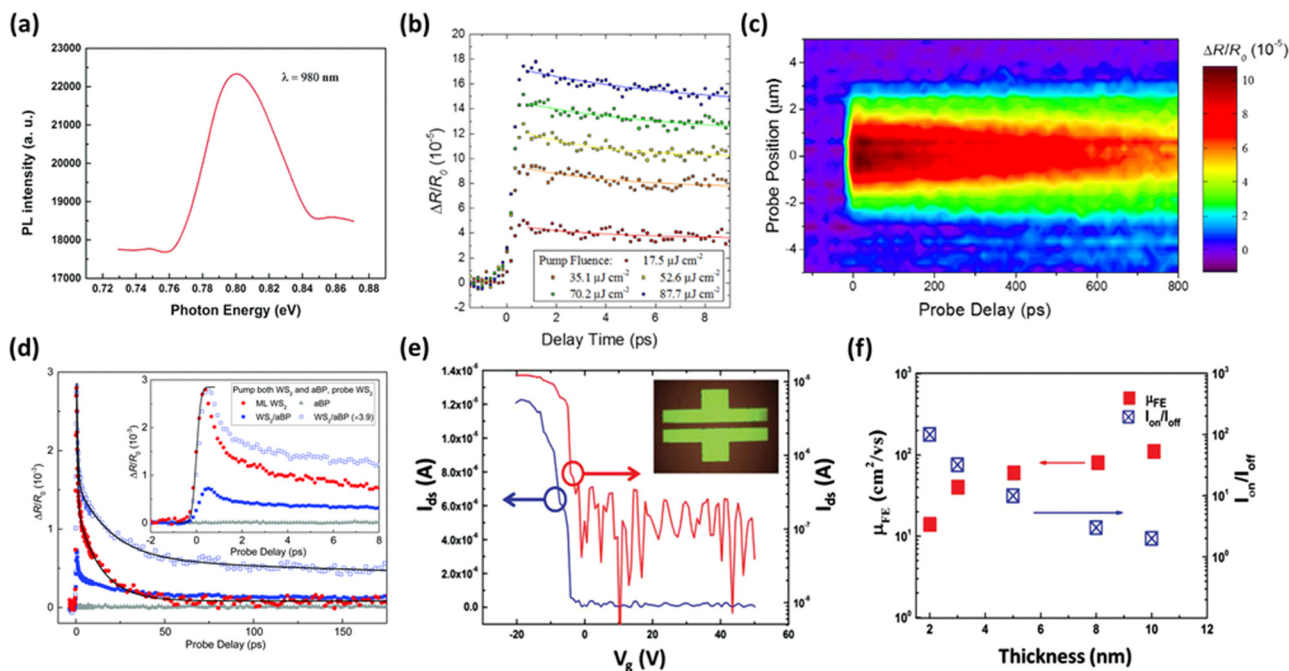 (a)
23000
22000
21000
20000
19000
18000
17000
PL intensity (a. u.)
λ = 980 nm
0.72 0.74 0.76 0.78 0.80 0.82 0.84 0.86 0.88
Photon Energy (eV)
(b)
20
18
16
14
12
10
8
6
4
2
0
-2
ΔR/R0 (10-5)
Pump Fluence: 17.5 μJ cm-2
35.1 μJ cm-2 52.6 μJ cm-2
70.2 μJ cm-2 87.7 μJ cm-2
0 2 4 6 8
Delay Time (ps)
(c)
4
2
0
-2
-4
Probe Position (μm)
0 200 400 600 800
Probe Delay (ps)
ΔR/R0 (10-5)
10
8
6
4
2
0
(d)
3
2
1
0
ΔR/R0 (10-3)
0 50 100 150
Probe Delay (ps)
3
2
1
0
ΔR/R0 (10-3)
Pump both WS2 and aBP, probe WS2
ML WS2 aBP
WS2/aBP WS2/aBP (×3.9)
-2 0 2 4 6 8
Probe Delay (ps)
(e)
1.4x10-5
1.2x10-5
1.0x10-5
8.0x10-6
6.0x10-6
4.0x10-6
2.0x10-6
0.0
Ids (A)
-20 0 20 40 60
Vg (V)
10-5
10-6
10-7
10-8
Ids (A)
(f)
103
102
101
100
μFE (cm2/vs)
μFE
Ion/Ioff
2 4 6 8 10 12
Thickness (nm)
103
102
101
100
Ion/Ioff